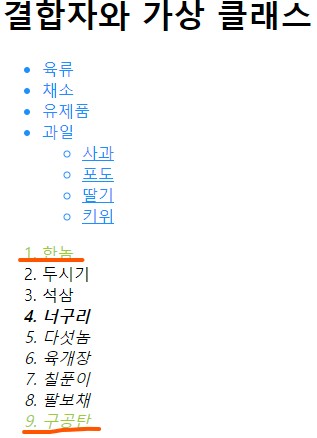 결합자와 가상 클래스
육류
채소
유제품
과일
사과
포도
딸기
키위
1. 한놈
2. 두시기
3. 석삼
4. 너구리
5. 다섯놈
6. 육개장
7. 칠푼이
8. 팔보채
9. 구공탄